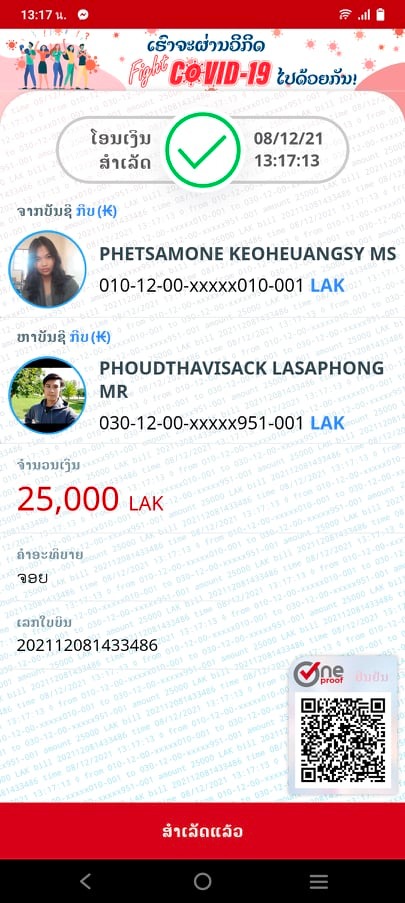 13:17 ນ.
ເຮົາຈະຜ່ານວິກິດ
Fight COVID-19 ໄປດ້ວຍກັນ!
ໂອນເງິນ
ສຳເລັດ
08/12/21
13:17:13
ຈາກບັນຊີ ກີບ(₭)
PHETSAMONE KEOHEUANGSY MS
010-12-00-xxxxx010-001 LAK
ຫາບັນຊີ ກີບ(₭)
PHOUDTHAVISACK LASAPHONG
MR
030-12-00-xxxxx951-001 LAK
ຈຳນວນເງິນ
25,000 LAK
ຄຳອະທິບາຍ
ຈອຍ
ເລກໃບບິນ
202112081433486
One proof ຢືນຢັນ
ສຳເລັດແລ້ວ